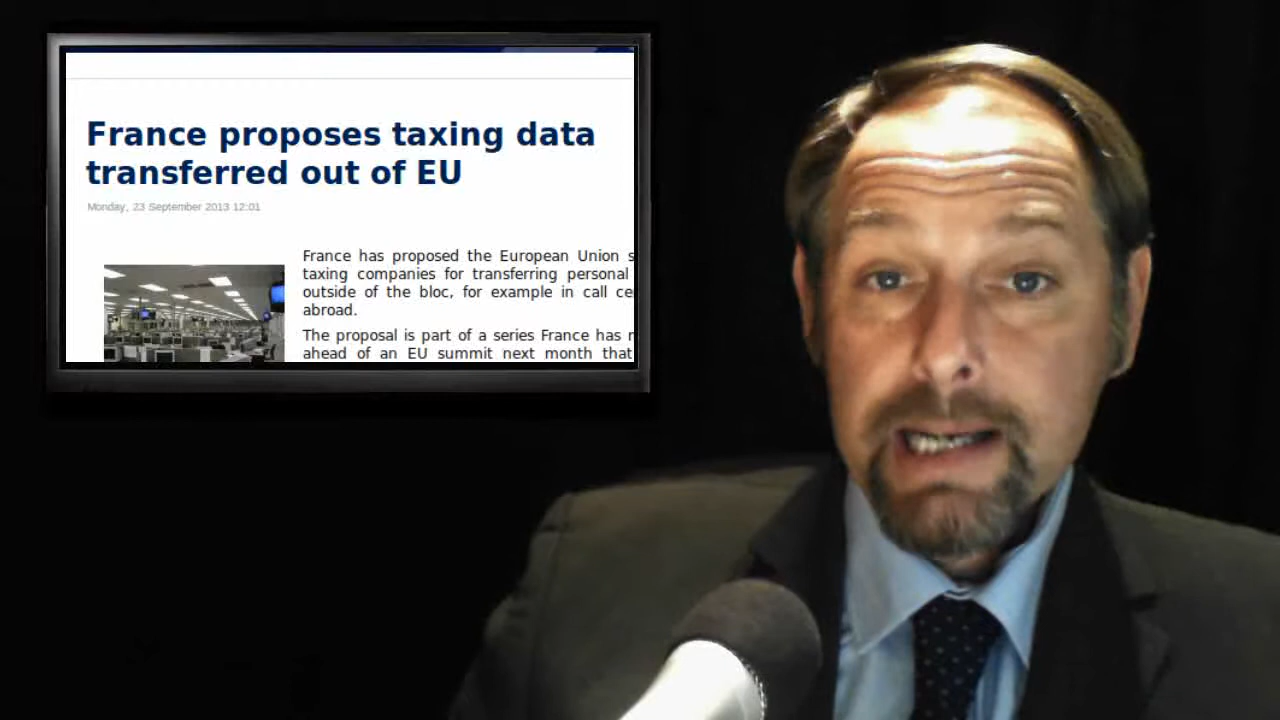 France proposes taxing data
transferred out of EU
Monday, 23 September 2013 12:01
France has proposed the European Union
taxing companies for transferring personal
outside of the bloc, for example in call
abroad.
The proposal is part of a series France has
ahead of an EU summit next month that